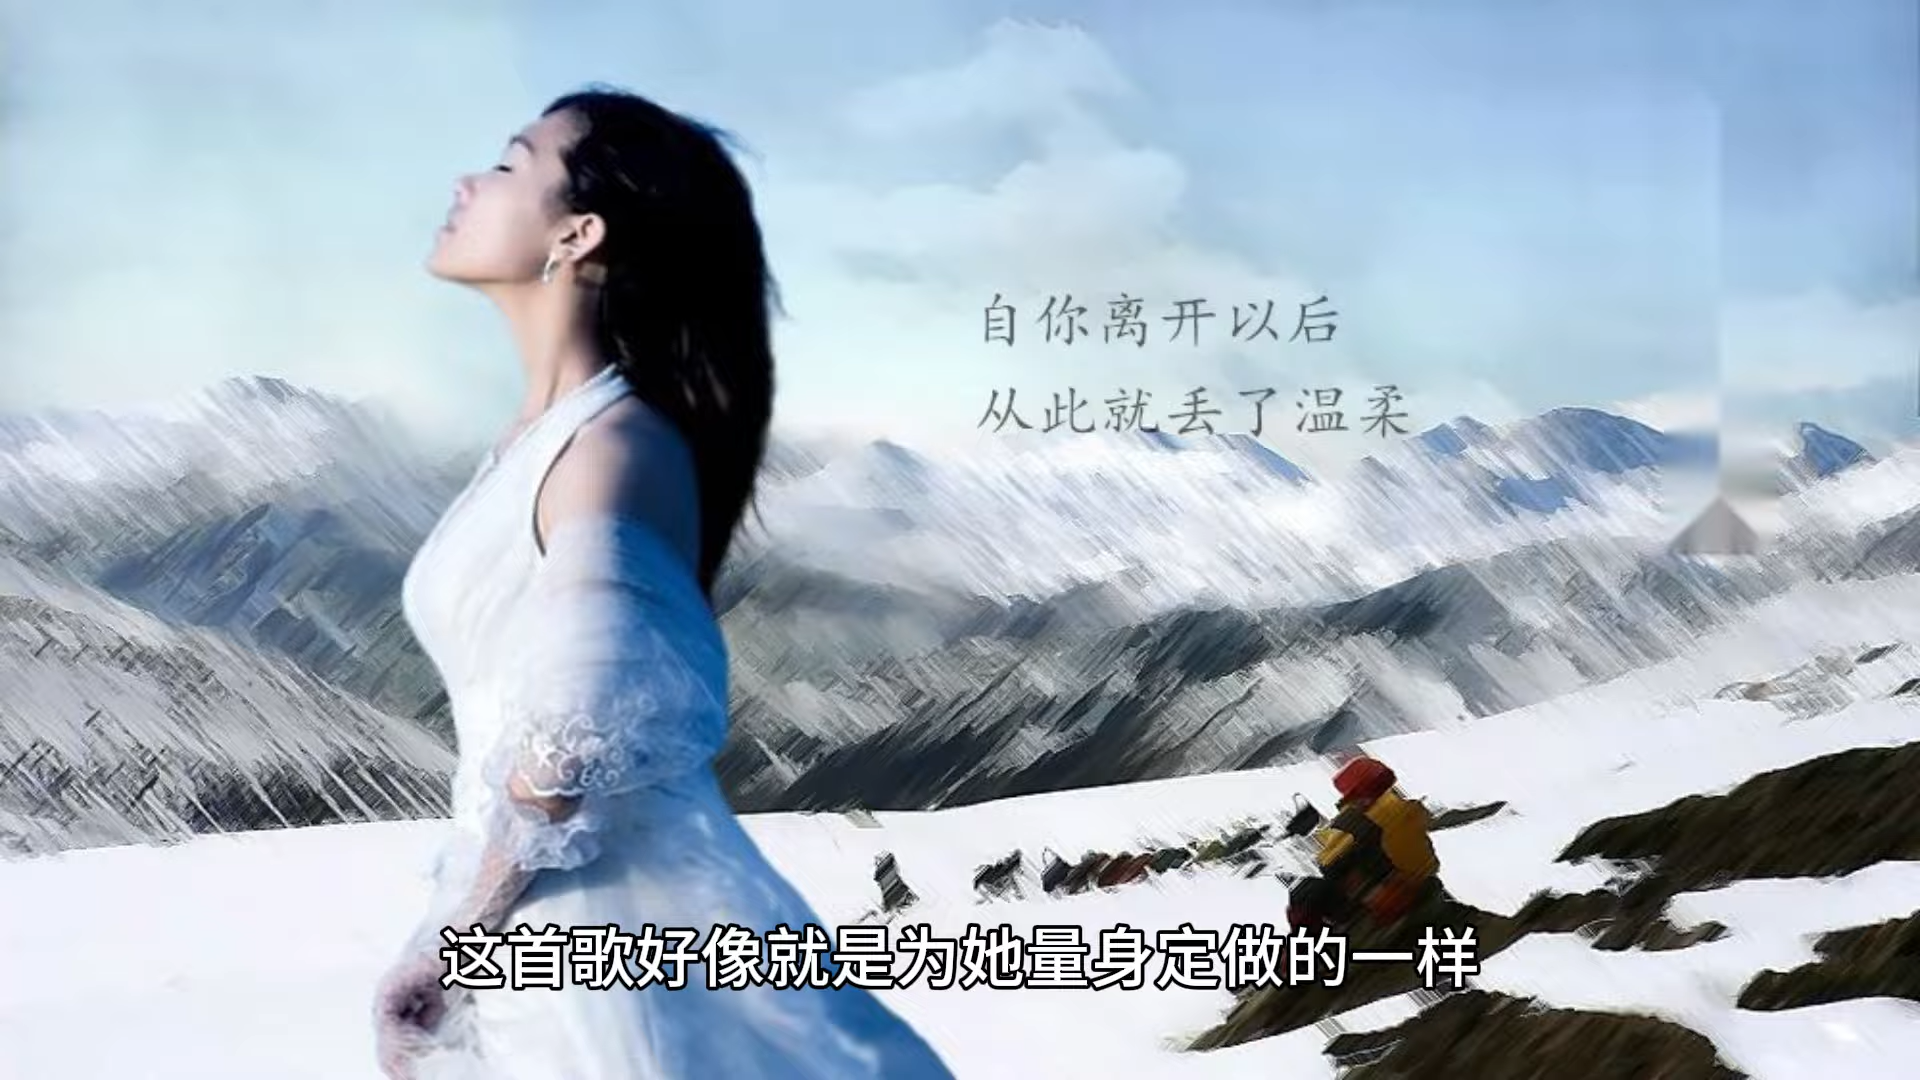 自你离开以后
从此就丢了温柔
这首歌好像就是为她量身定做的一样